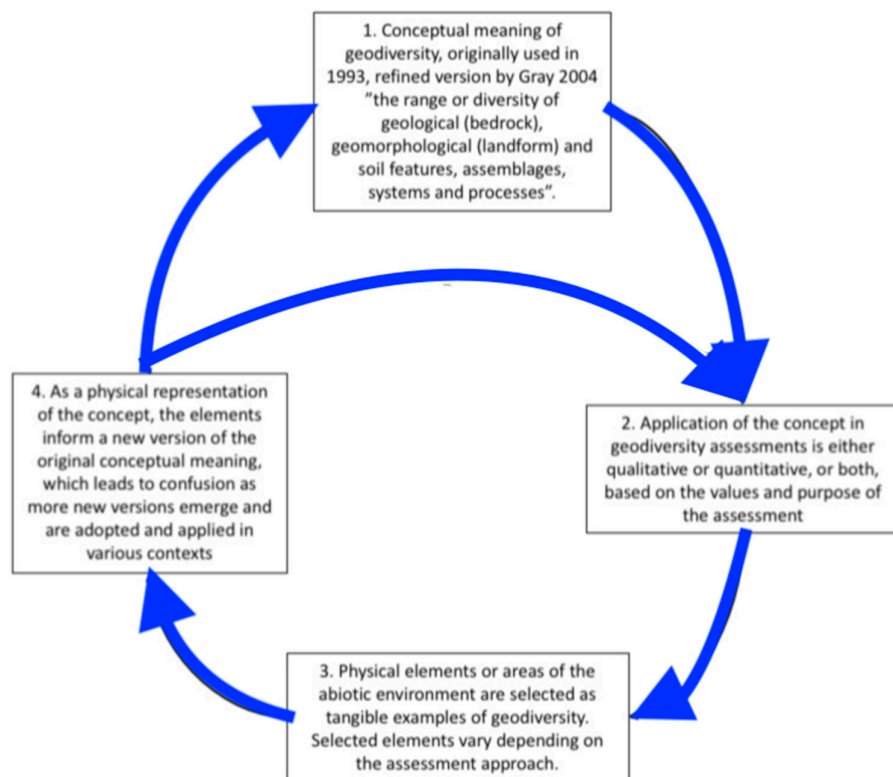 1. Conceptual meaning of
geodiversity, originally used in
1993, refined version by Gray 2004
”the range or diversity of
geological (bedrock),
geomorphological (landform) and
soil features, assemblages,
systems and processes”.
2. Application of the concept in
geodiversity assessments is either
qualitative or quantitative, or both,
based on the values and purpose of
the assessment
3. Physical elements or areas of the
abiotic environment are selected as
tangible examples of geodiversity.
Selected elements vary depending on
the assessment approach.
4. As a physical representation
of the concept, the elements
inform a new version of the
original conceptual meaning,
which leads to confusion as
more new versions emerge and
are adopted and applied in
various contexts